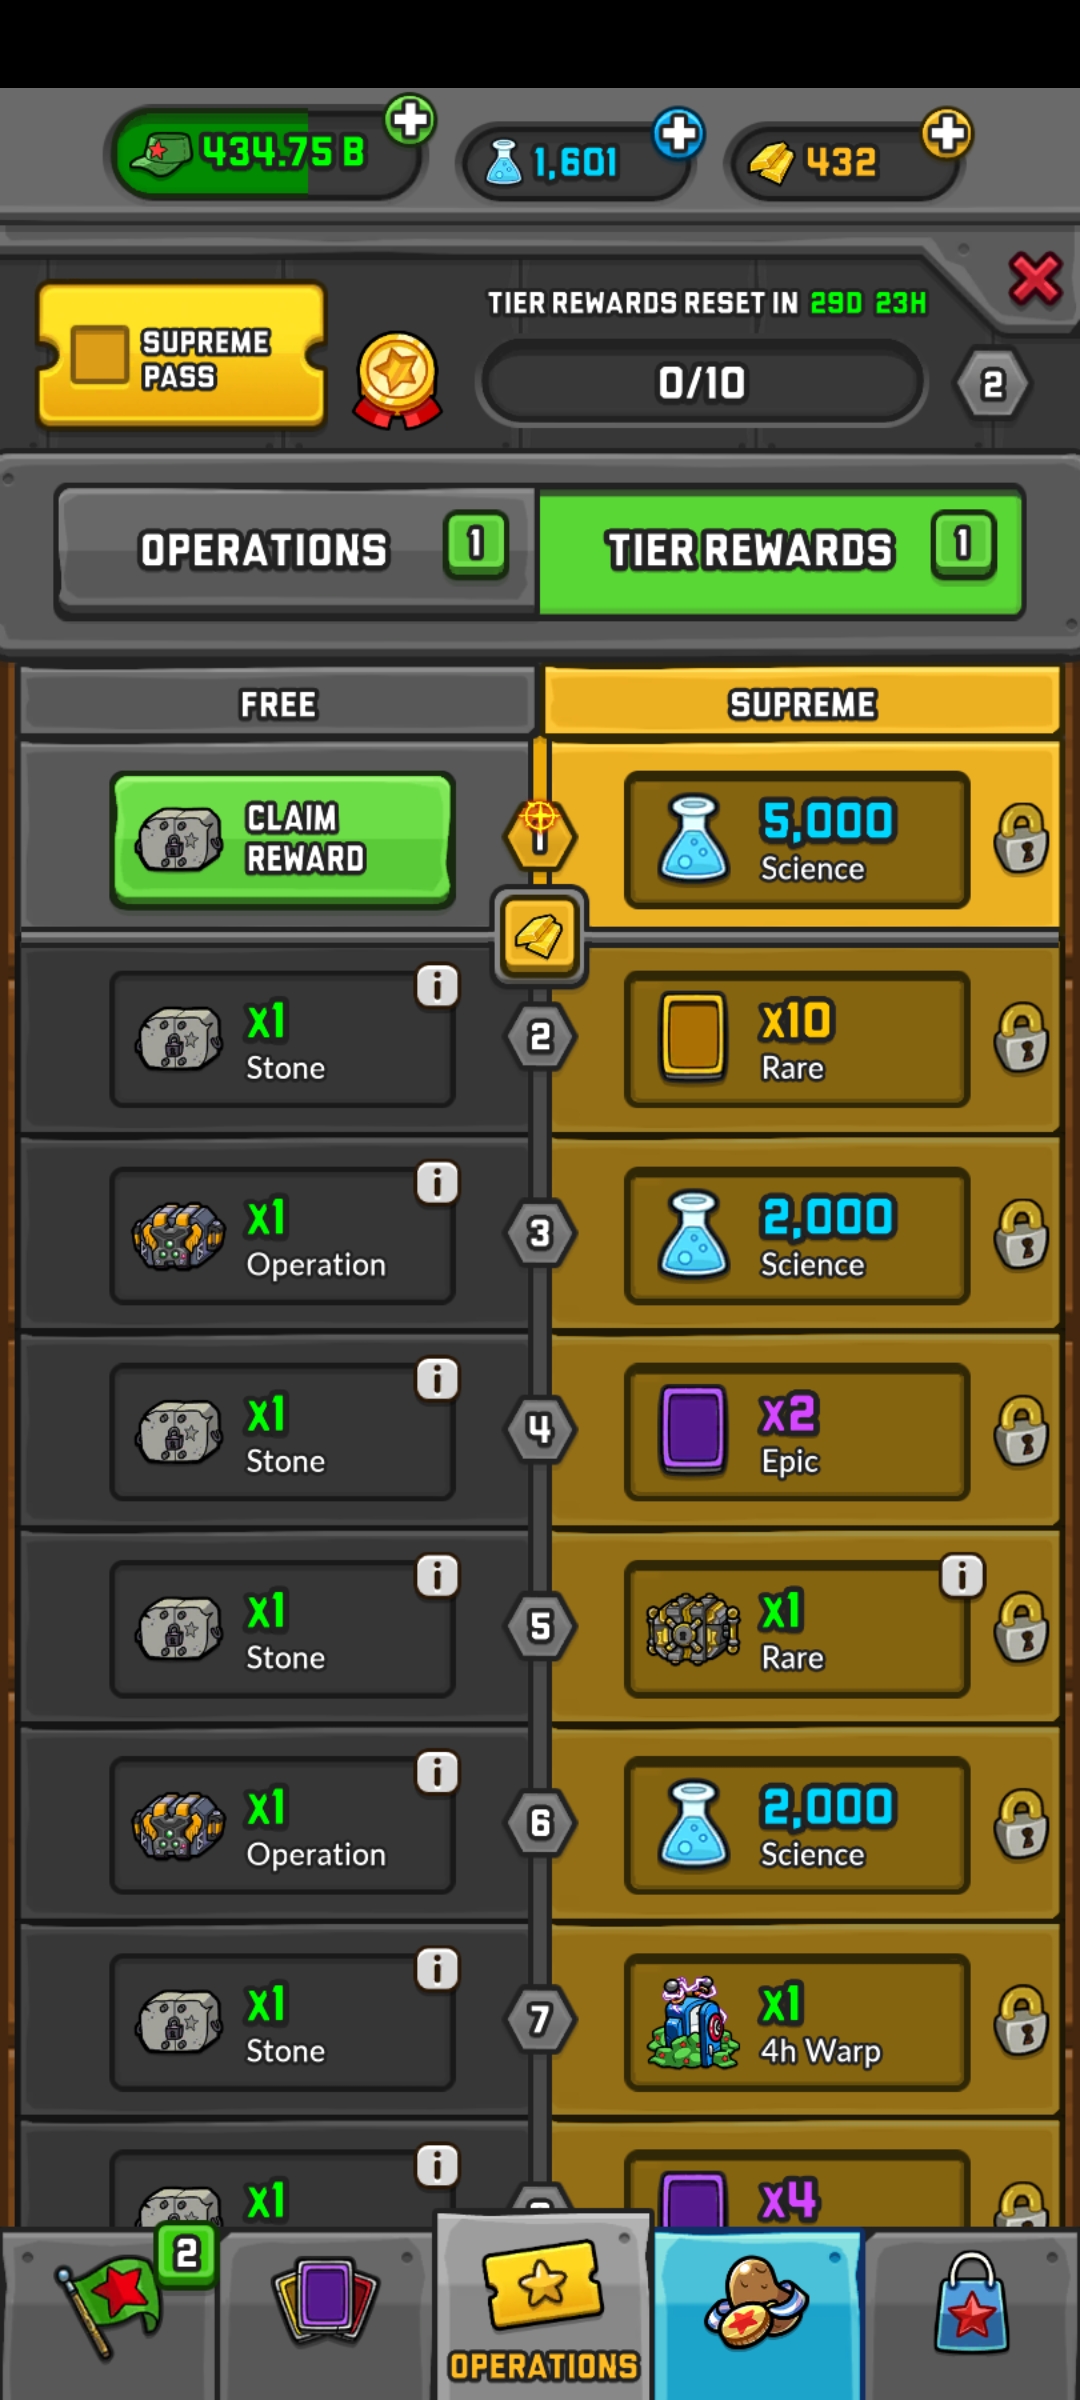 434.75 B
1,601
432
TIER REWARDS RESET IN 29D 23H
SUPREME
PASS
0/10
2
OPERATIONS 1
TIER REWARDS 1
FREE
SUPREME
CLAIM
REWARD
1
5,000
Science
x1
Stone
2
x10
Rare
x1
Operation
3
2,000
Science
x1
Stone
4
x2
Epic
x1
Stone
5
x1
Rare
x1
Operation
6
2,000
Science
x1
Stone
7
x1
4h Warp
x1
x4
2
OPERATIONS